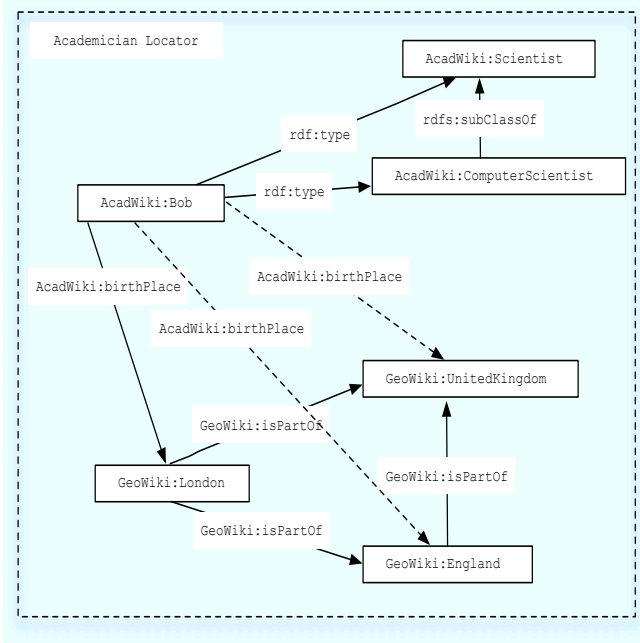 Academician Locator
AcadWiki:Scientist
rdf:type
rdfs:subClassOf
AcadWiki:ComputerScientist
rdf:type
AcadWiki:Bob
AcadWiki:birthPlace
AcadWiki:birthPlace
AcadWiki:birthPlace
GeoWiki:UnitedKingdom
GeoWiki:isPartOf
GeoWiki:isPartOf
GeoWiki:London
GeoWiki:isPartOf
GeoWiki:England